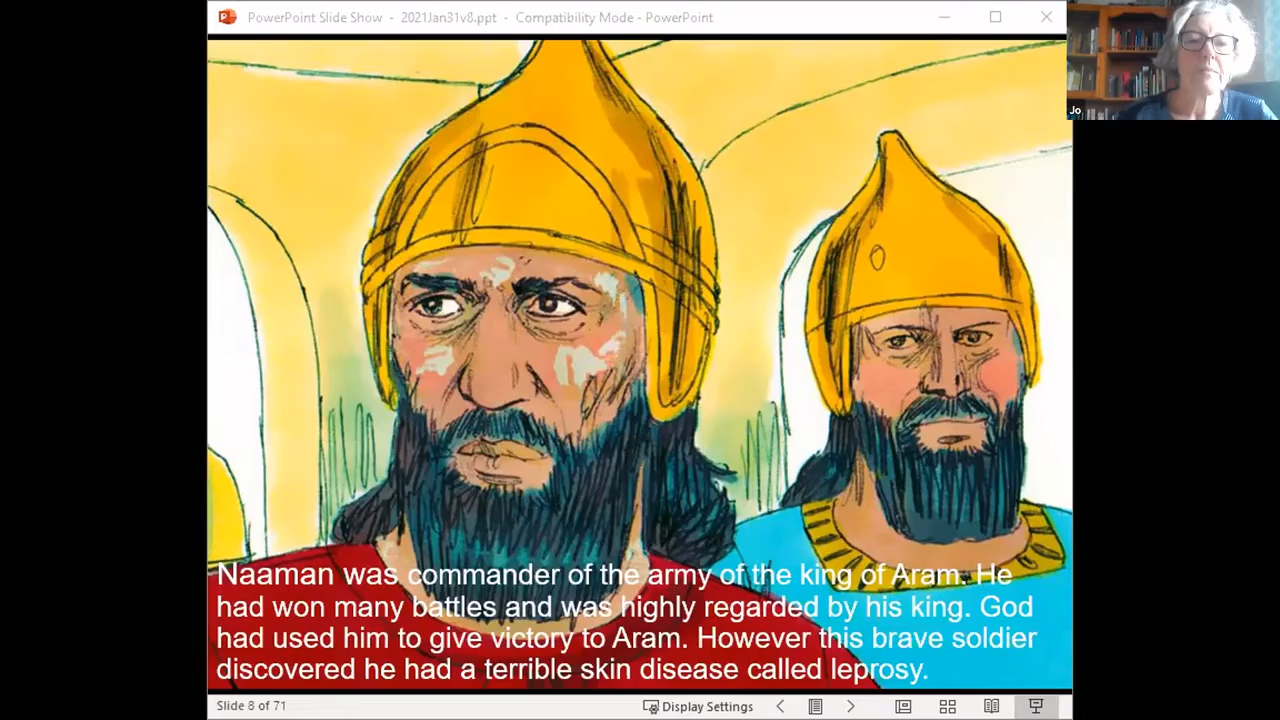 PowerPoint Slide Show - 2021Jan31v8.ppt - Compatibility Mode - PowerPoint
Jo
Naaman was commander of the army of the king of Aram. He
had won many battles and was highly regarded by his king. God
had used him to give victory to Aram. However this brave soldier
discovered he had a terrible skin disease called leprosy.
Slide 8 of 71
Display Settings